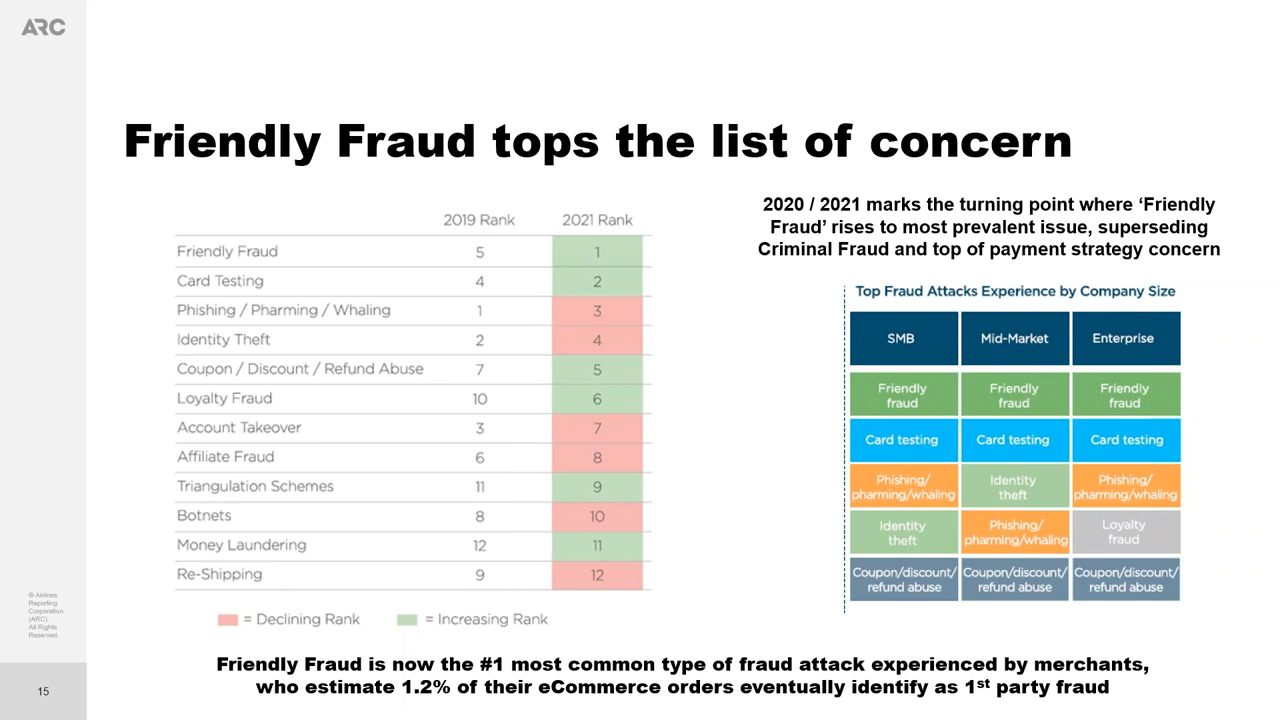 ARC
Friendly Fraud tops the list of concern
2019 Rank 2021 Rank
Friendly Fraud 5 1
Card Testing 4 2
Phishing / Pharming / Whaling 1 3
Identity Theft 2 4
Coupon / Discount / Refund Abuse 7 5
Loyalty Fraud 10 6
Account Takeover 3 7
Affiliate Fraud 6 8
Triangulation Schemes 11 9
Botnets 8 10
Money Laundering 12 11
Re-Shipping 9 12
= Declining Rank = Increasing Rank
2020 / 2021 marks the turning point where ‘Friendly
Fraud’ rises to most prevalent issue, superseding
Criminal Fraud and top of payment strategy concern
Top Fraud Attacks Experience by Company Size
SMB Mid-Market Enterprise
Friendly Friendly Friendly
fraud fraud fraud
Card testing Card testing Card testing
Phishing/ Identity Phishing/
pharming/whaling theft pharming/whaling
Identity Phishing/ Loyalty
theft pharming/whaling fraud
Coupon/discount/ Coupon/discount/ Coupon/discount/
refund abuse refund abuse refund abuse
Friendly Fraud is now the #1 most common type of fraud attack experienced by merchants,
who estimate 1.2% of their eCommerce orders eventually identify as 1st party fraud
© Airlines
Reporting
Corporation
(ARC)
All Rights
Reserved.
15